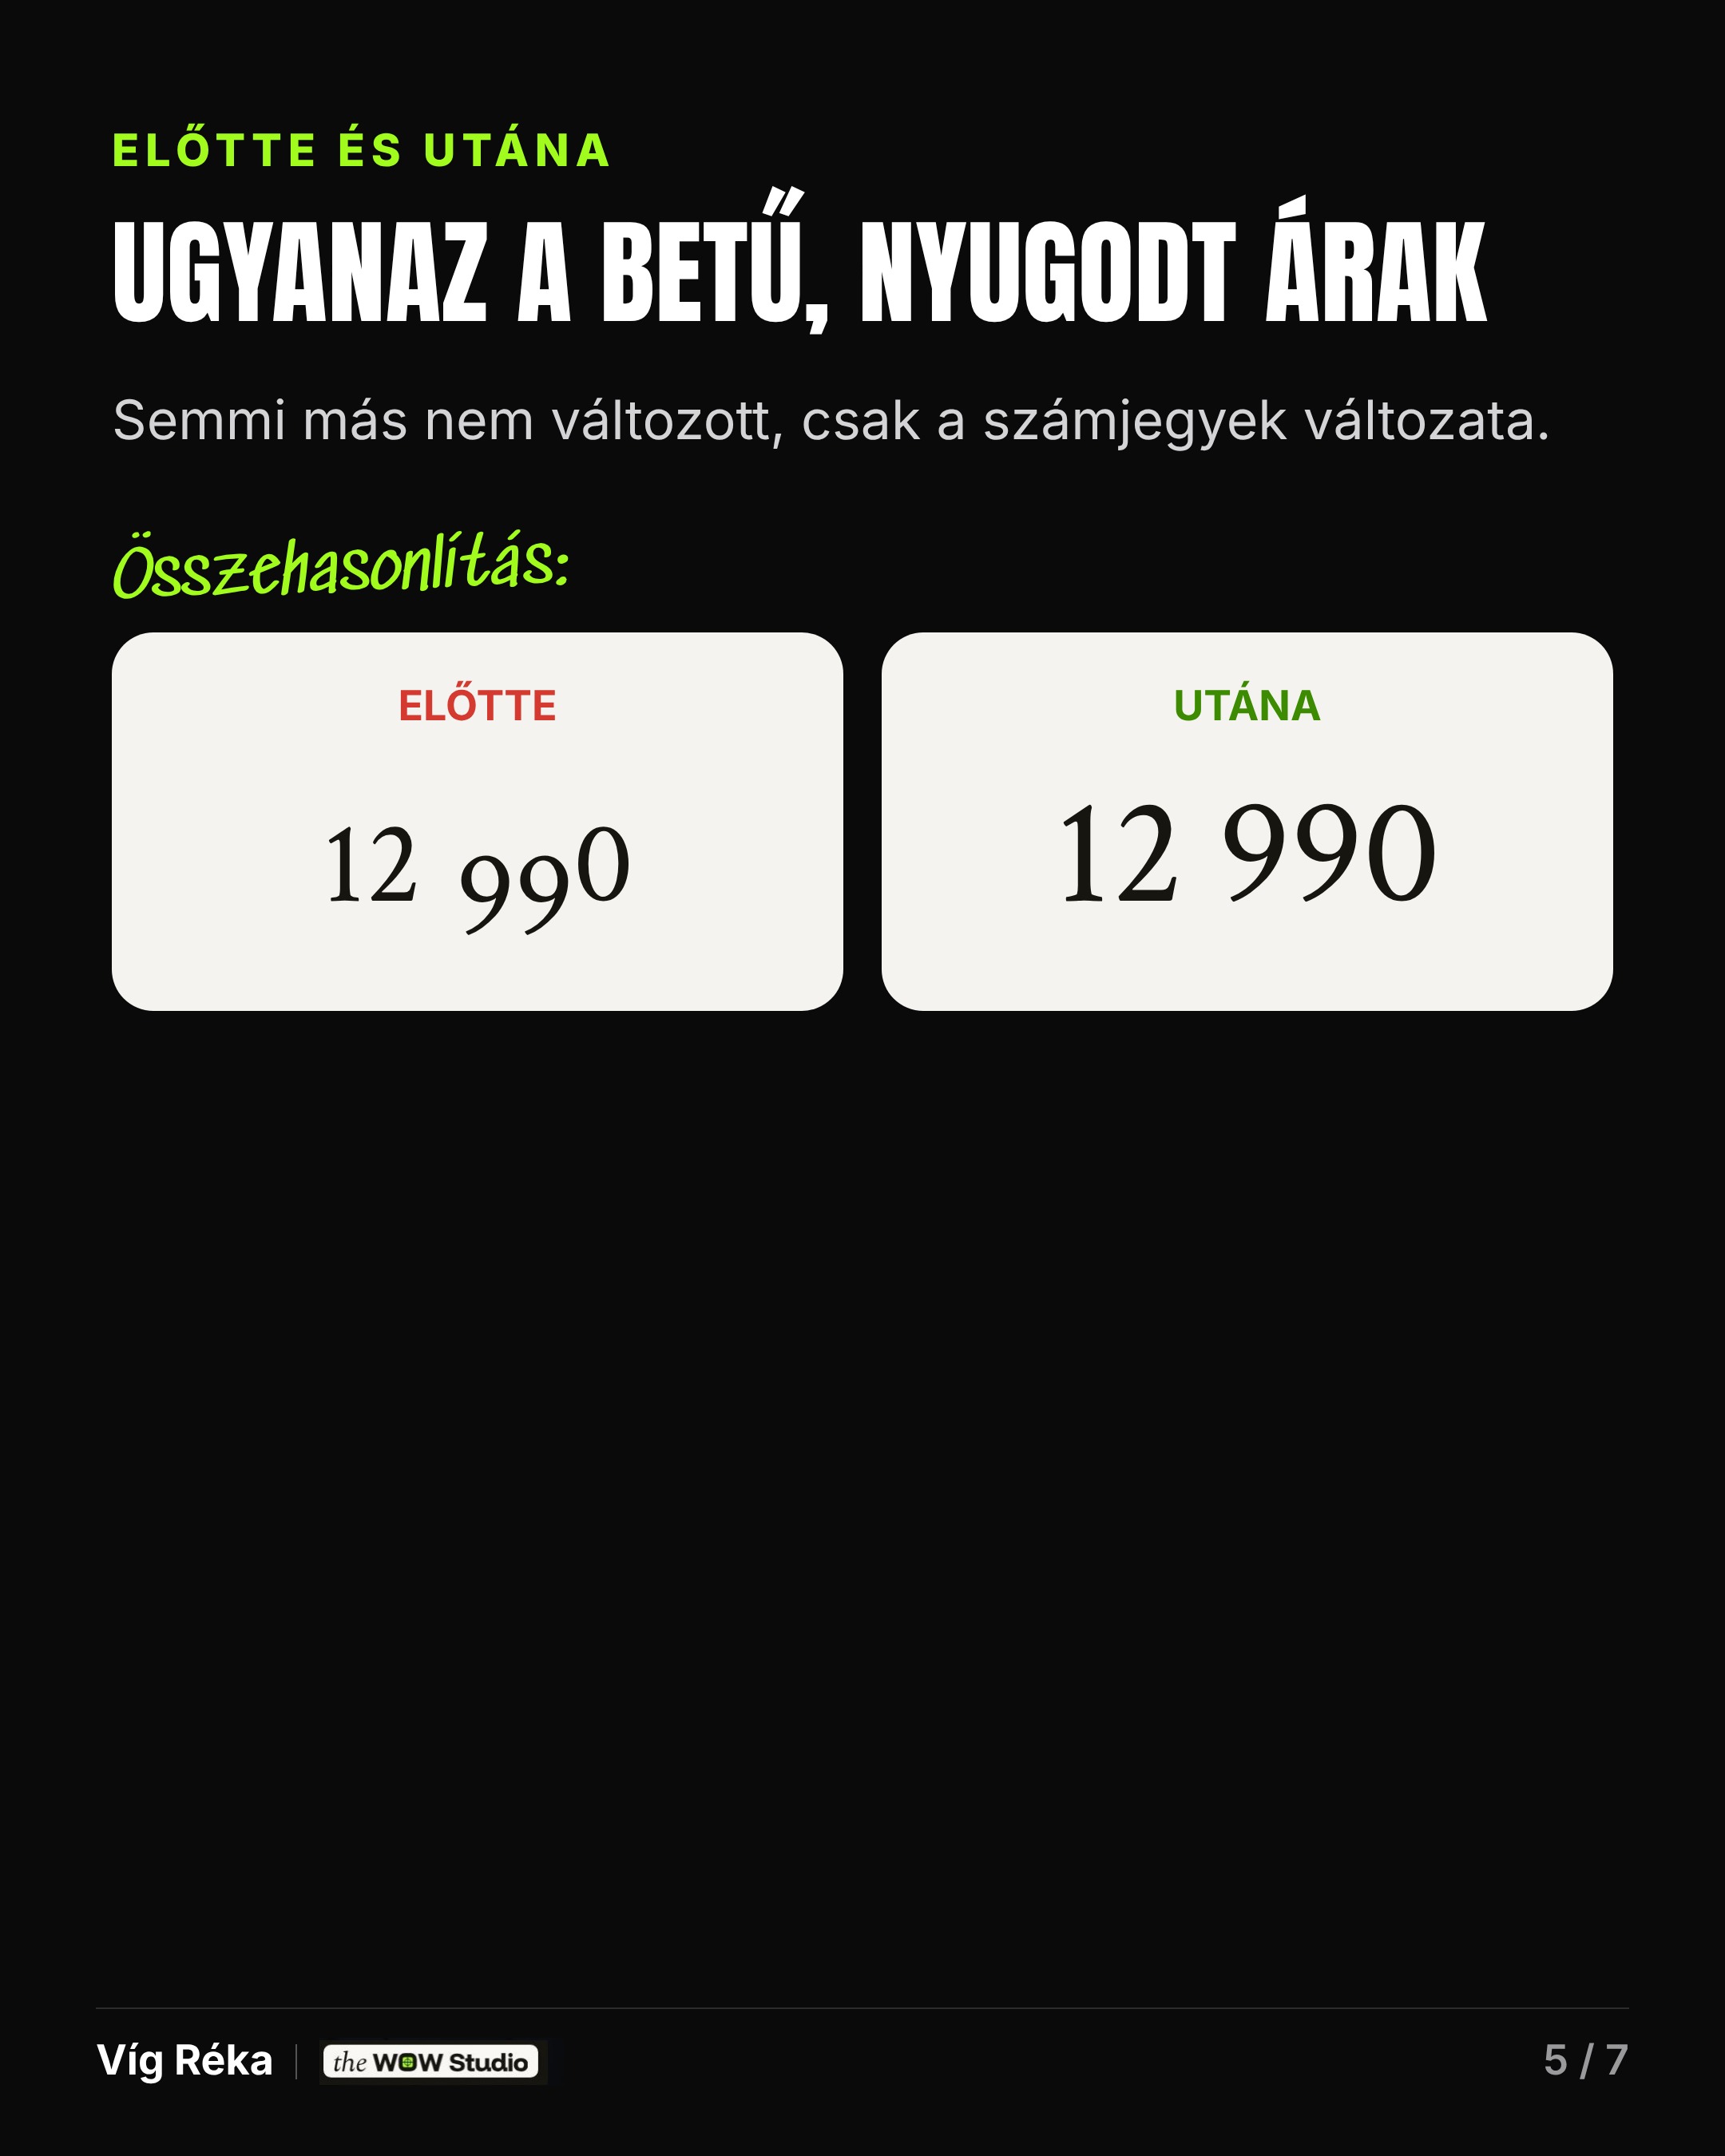 ELŐTTE ÉS UTÁNA
UGYANAZ A BETŰ, NYUGODT ÁRAK
Semmi más nem változott, csak a számjegyek változata.
Összehasonlítás:
ELŐTTE
12 990
UTÁNA
12 990
Víg Réka
the WOW Studio
5 / 7